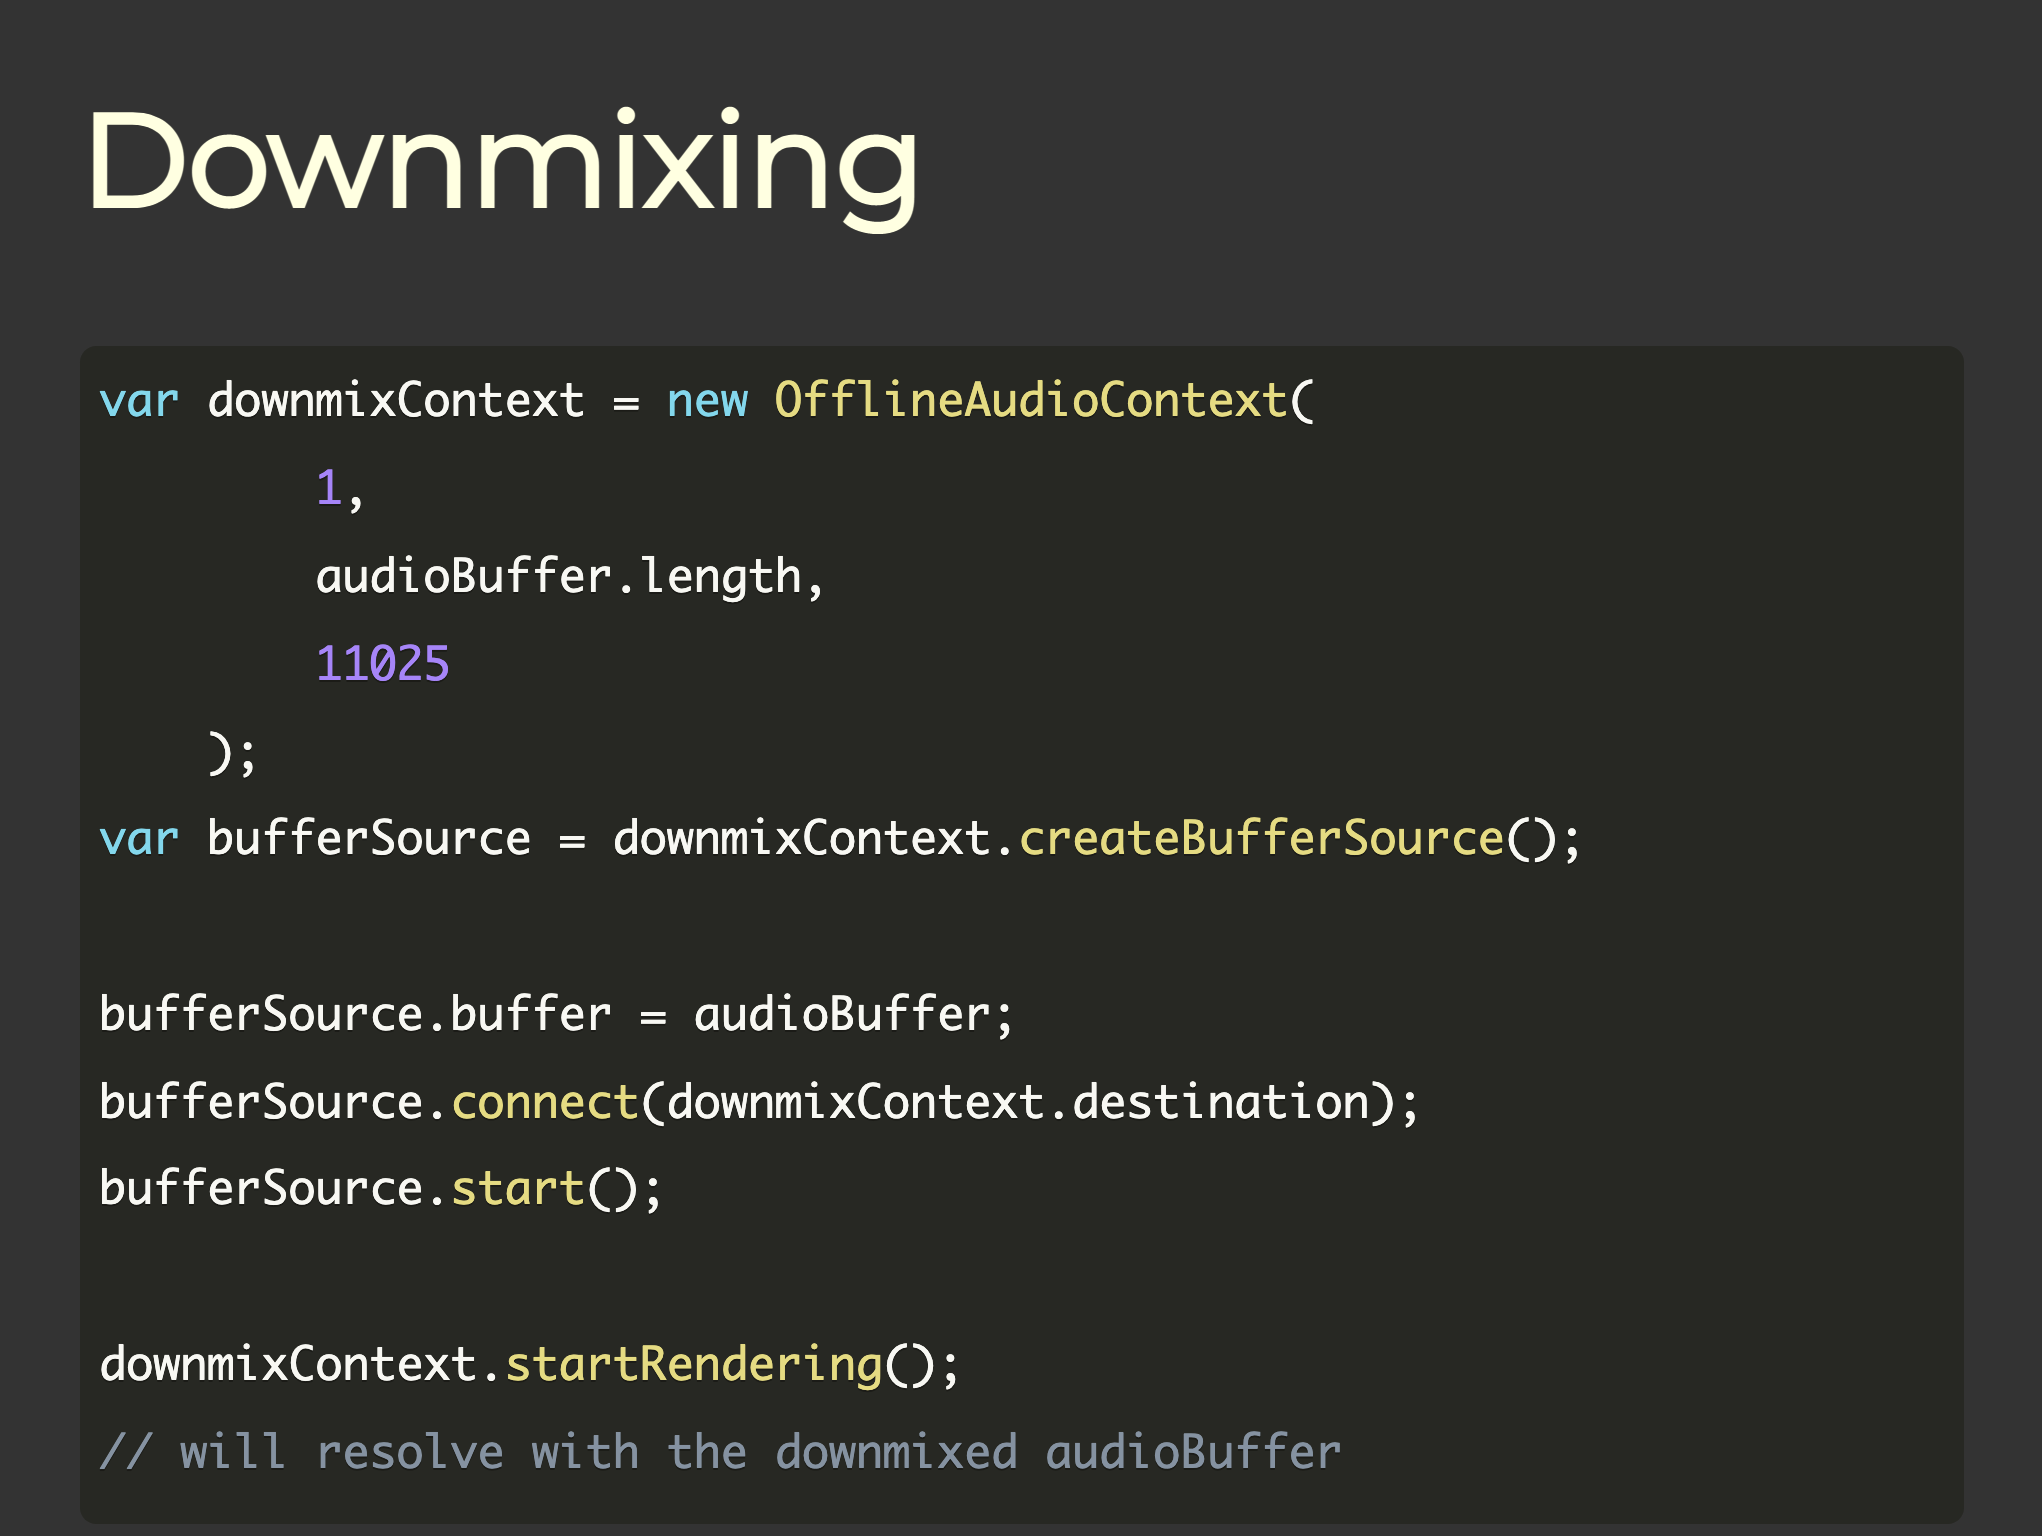 Downmixing
var downmixContext = new OfflineAudioContext(
        1,
        audioBuffer.length,
        11025
    );
var bufferSource = downmixContext.createBufferSource();
bufferSource.buffer = audioBuffer;
bufferSource.connect(downmixContext.destination);
bufferSource.start();
downmixContext.startRendering();
// will resolve with the downmixed audioBuffer